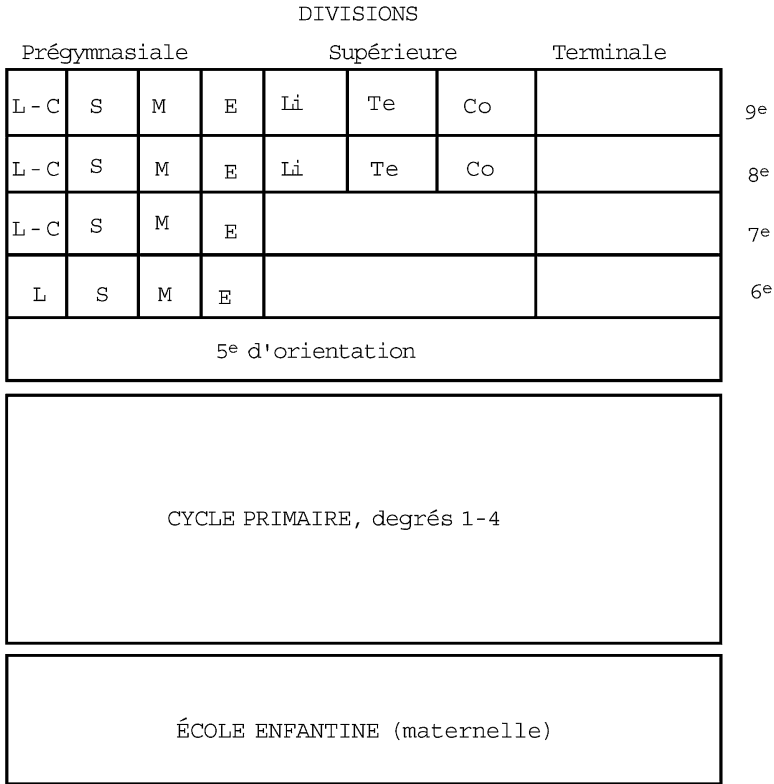 DIVISIONS
Prégymnasiale Supérieure Terminale
L-C S M E Li Te Co 9e
L-C S M E Li Te Co 8e
L-C S M E 7e
L S M E 6e
5e d'orientation
CYCLE PRIMAIRE, degrés 1-4
ÉCOLE ENFANTINE (maternelle)